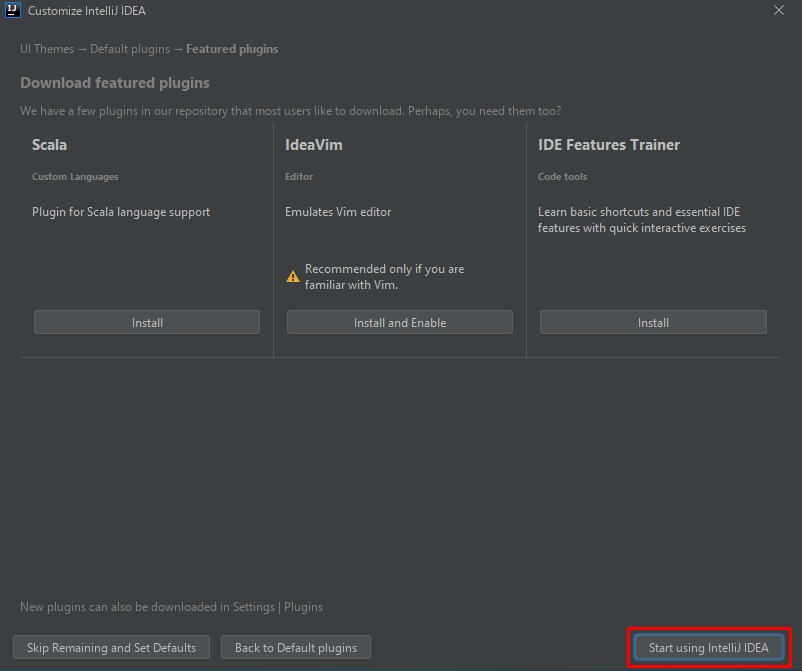 IJ
Customize IntelliJ IDEA
UI Themes → Default plugins → Featured plugins
Download featured plugins
We have a few plugins in our repository that most users like to download. Perhaps, you need them too?
Scala
Custom Languages
Plugin for Scala language support
Install
IdeaVim
Editor
Emulates Vim editor
Recommended only if you are
familiar with Vim.
Install and Enable
IDE Features Trainer
Code tools
Learn basic shortcuts and essential IDE
features with quick interactive exercises
Install
New plugins can also be downloaded in Settings | Plugins
Skip Remaining and Set Defaults
Back to Default plugins
Start using IntelliJ IDEA